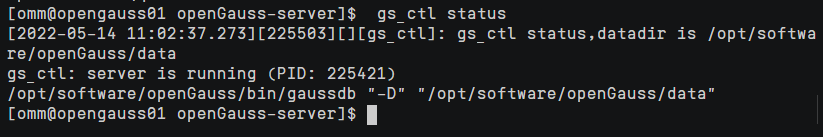 [omm@opengauss01 openGauss-server]$  gs_ctl status
[2022-05-14 11:02:37.273][225503][][gs_ctl]: gs_ctl status,datadir is /opt/softwa
re/openGauss/data
gs_ctl: server is running (PID: 225421)
/opt/software/openGauss/bin/gaussdb "-D" "/opt/software/openGauss/data"
[omm@opengauss01 openGauss-server]$